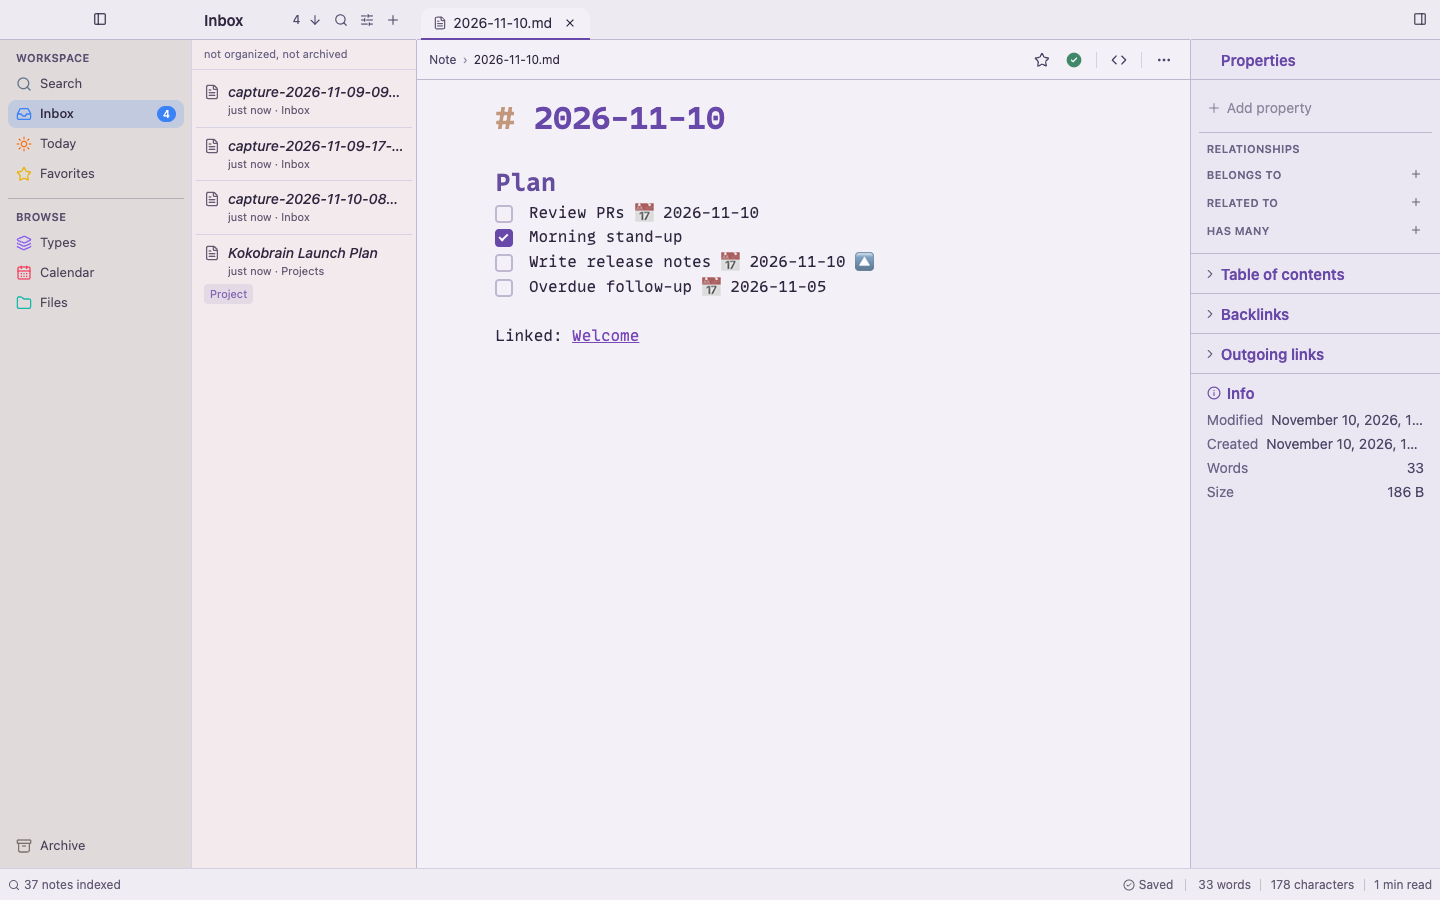 Inbox
4
2026-11-10.md
WORKSPACE
Search
Inbox
4
Today
Favorites
BROWSE
Types
Calendar
Files
Archive
not organized, not archived
capture-2026-11-09-09...
just now · Inbox
capture-2026-11-09-17-...
just now · Inbox
capture-2026-11-10-08...
just now · Inbox
Kokobrain Launch Plan
just now · Projects
Project
Note › 2026-11-10.md
# 2026-11-10
Plan
Review PRs 📅 2026-11-10
Morning stand-up
Write release notes 📅 2026-11-10 🔼
Overdue follow-up 📅 2026-11-05
Linked: Welcome
Properties
Add property
RELATIONSHIPS
BELONGS TO
RELATED TO
HAS MANY
Table of contents
Backlinks
Outgoing links
Info
Modified November 10, 2026, 1...
Created November 10, 2026, 1...
Words 33
Size 186 B
37 notes indexed
Saved
33 words
178 characters
1 min read